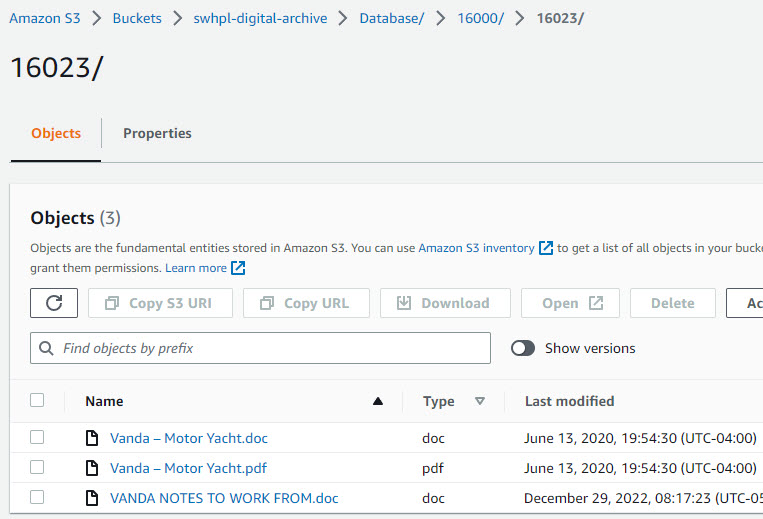 Amazon S3 > Buckets > swhpl-digital-archive > Database/ > 16000/ > 16023/
16023/
Objects Properties
Objects (3)
Objects are the fundamental entities stored in Amazon S3. You can use Amazon S3 inventory to get a list of all objects in your
grant them permissions. Learn more
Copy S3 URI Copy URL Download Open Delete
Find objects by prefix Show versions
Name Type Last modified
Vanda – Motor Yacht.doc doc June 13, 2020, 19:54:30 (UTC-04:00)
Vanda – Motor Yacht.pdf pdf June 13, 2020, 19:54:30 (UTC-04:00)
VANDA NOTES TO WORK FROM.doc doc December 29, 2022, 08:17:23